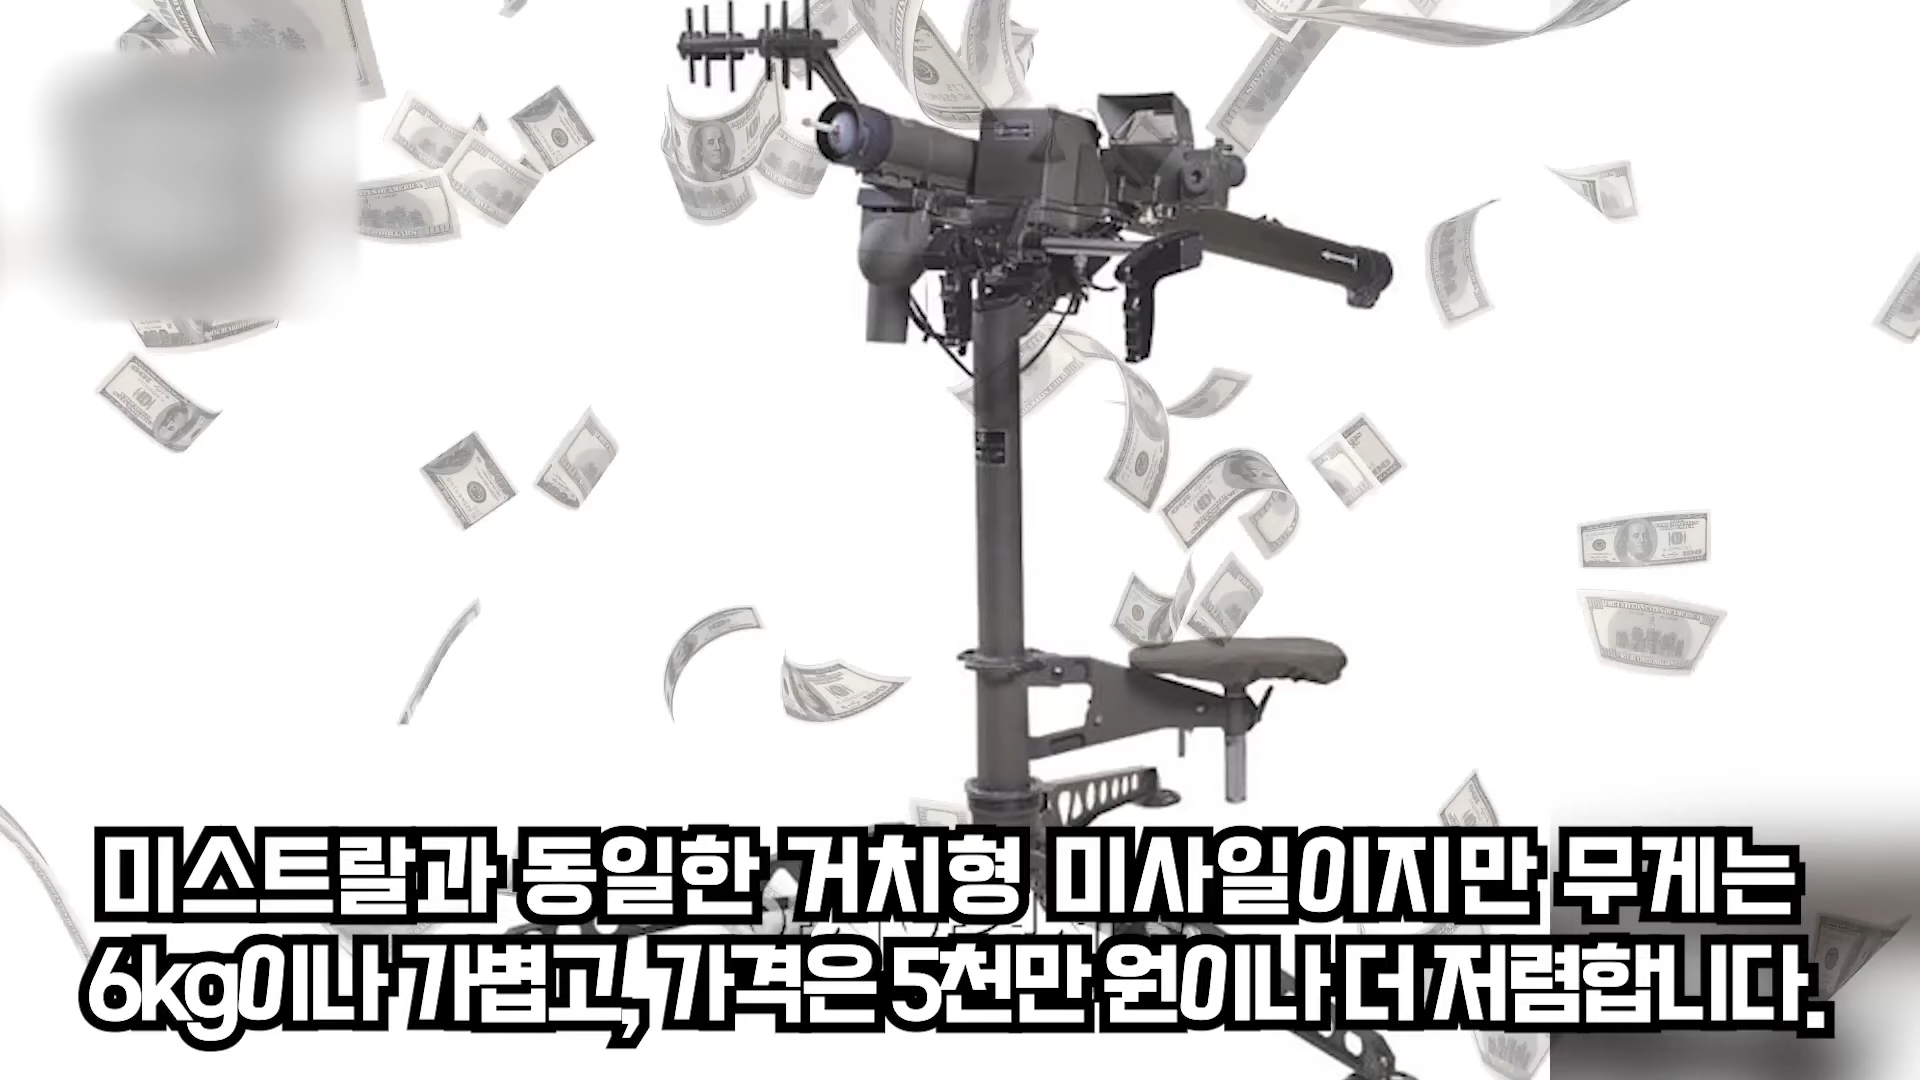 미스트랄과 동일한 거치형 미사일이지만 무게는
6kg이나 가볍고, 가격은 5천만 원이나 더 저렴합니다.